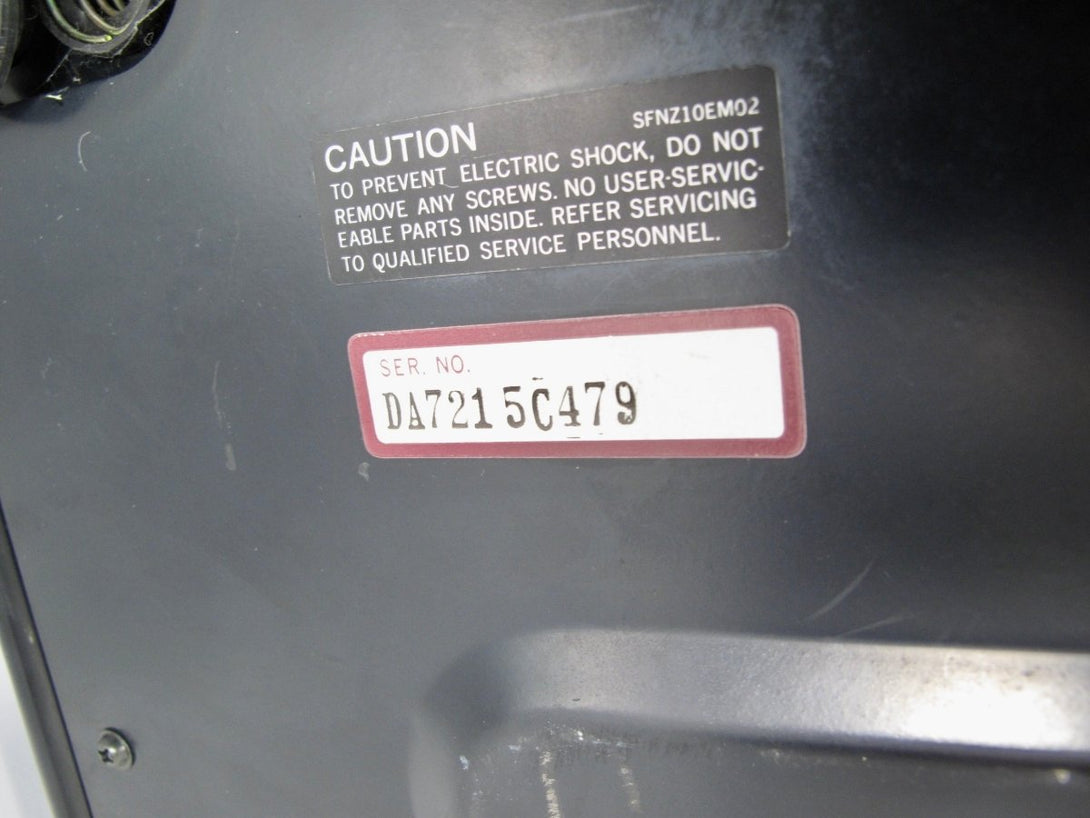 CAUTION SFNZ10EM02
TO PREVENT ELECTRIC SHOCK, DO NOT
REMOVE ANY SCREWS. NO USER-SERVIC-
EABLE PARTS INSIDE. REFER SERVICING
TO QUALIFIED SERVICE PERSONNEL.
SER. NO.
DA7215C479